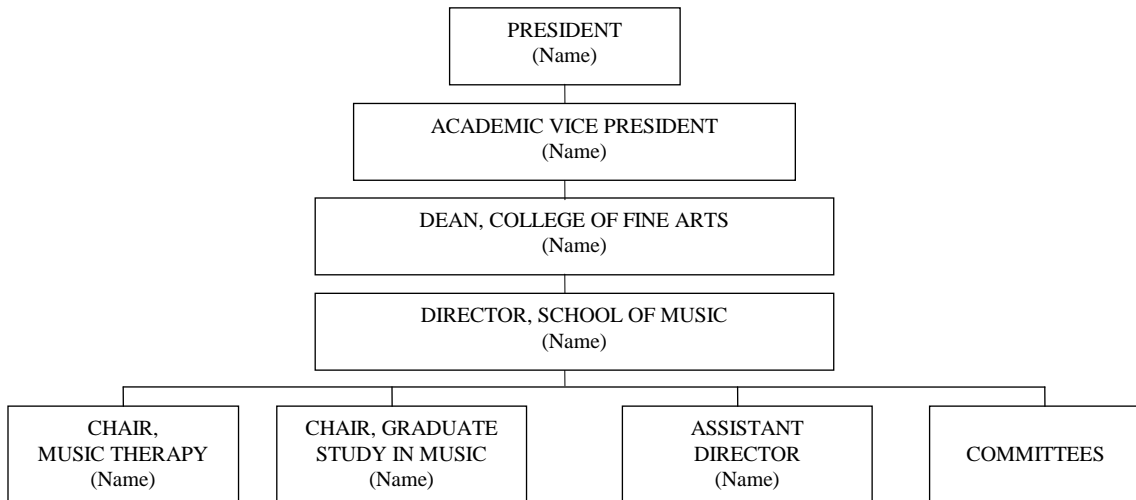 PRESIDENT
(Name)
ACADEMIC VICE PRESIDENT
(Name)
DEAN, COLLEGE OF FINE ARTS
(Name)
DIRECTOR, SCHOOL OF MUSIC
(Name)
CHAIR,
MUSIC THERAPY
(Name)
CHAIR, GRADUATE
STUDY IN MUSIC
(Name)
ASSISTANT
DIRECTOR
(Name)
COMMITTEES